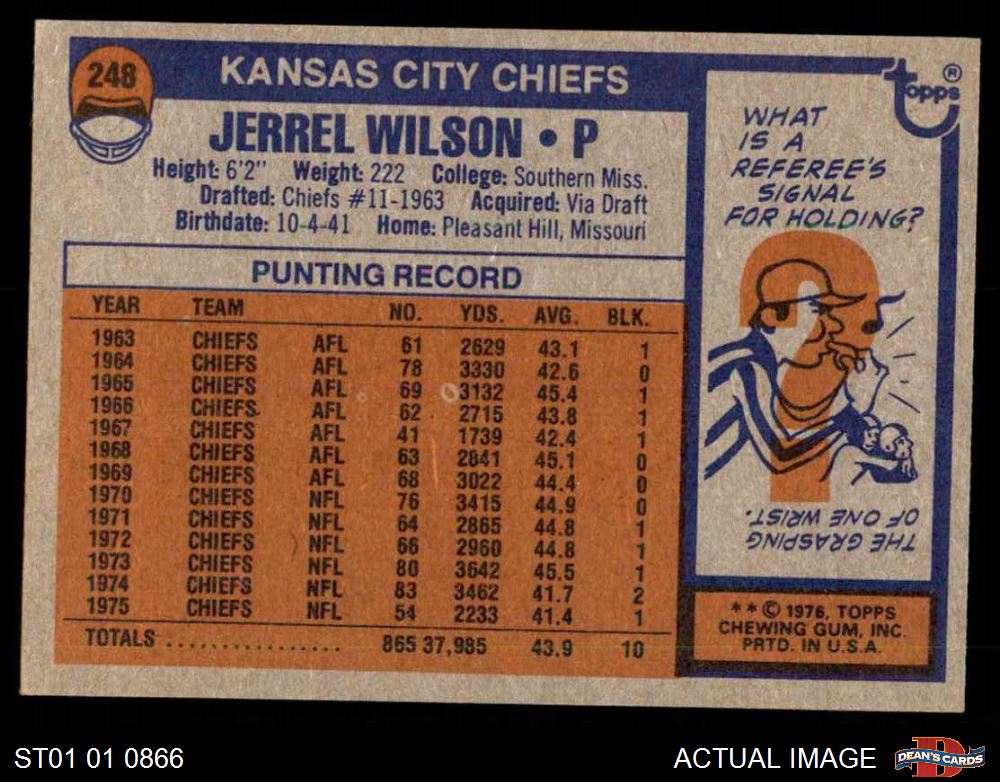 248
KANSAS CITY CHIEFS
JERREL WILSON • P
Height: 6'2" Weight: 222 College: Southern Miss.
Drafted: Chiefs #11-1963 Acquired: Via Draft
Birthdate: 10-4-41 Home: Pleasant Hill, Missouri
PUNTING RECORD
YEAR TEAM NO. YDS. AVG. BLK.
1963 CHIEFS AFL 61 2629 43.1 1
1964 CHIEFS AFL 78 3330 42.6 0
1965 CHIEFS AFL 69 3132 45.4 1
1966 CHIEFS AFL 62 2715 43.8 1
1967 CHIEFS AFL 41 1739 42.4 1
1968 CHIEFS AFL 63 2841 45.1 0
1969 CHIEFS AFL 68 3022 44.4 0
1970 CHIEFS NFL 76 3415 44.9 0
1971 CHIEFS NFL 64 2865 44.8 1
1972 CHIEFS NFL 66 2960 44.8 1
1973 CHIEFS NFL 80 3642 45.5 1
1974 CHIEFS NFL 83 3462 41.7 2
1975 CHIEFS NFL 54 2233 41.4 1
TOTALS ................ 865 37,985 43.9 10
topps ®
WHAT
IS A
REFEREE'S
SIGNAL
FOR HOLDING?
THE GRASPING
OF ONE WRIST.
**© 1976, TOPPS
CHEWING GUM, INC.
PRTD. IN U.S.A.
ST01 01 0866
ACTUAL IMAGE
D
DEAN'S CARDS